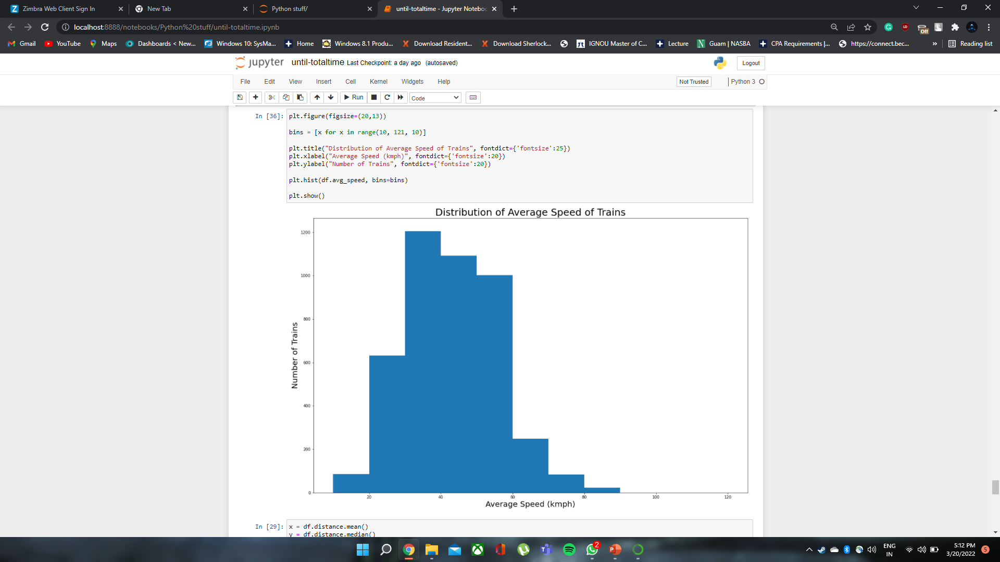 Zimbra Web Client Sign In
New Tab
Python stuff/
until-totaltime - Jupyter Noteboo
localhost:8888/notebooks/Python%20stuff/until-totaltime.ipynb
Off
Gmail
YouTube
Maps
Dashboards < New...
Windows 10: SysMa...
Home
Windows 8.1 Produ...
Download Resident...
Download Sherlock...
IGNOU Master of C...
Lecture
Guam | NASBA
CPA Requirements |...
https://connect.bec...
»
Reading list
jupyter until-totaltime Last Checkpoint: a day ago (autosaved)
Logout
File Edit View Insert Cell Kernel Widgets Help
Not Trusted
Python 3
Run
Code
In [36]:
plt.figure(figsize=(20,13))
bins = [x for x in range(10, 121, 10)]
plt.title("Distribution of Average Speed of Trains", fontdict={'fontsize':25})
plt.xlabel("Average Speed (kmph)", fontdict={'fontsize':20})
plt.ylabel("Number of Trains", fontdict={'fontsize':20})
plt.hist(df.avg_speed, bins=bins)
plt.show()
Distribution of Average Speed of Trains
1200
1000
800
600
400
200
0
Number of Trains
20 40 60 80 100 120
Average Speed (kmph)
In [29]:
x = df.distance.mean()
y = df.distance.median()
2
ENG
IN
5:12 PM
3/20/2022
5